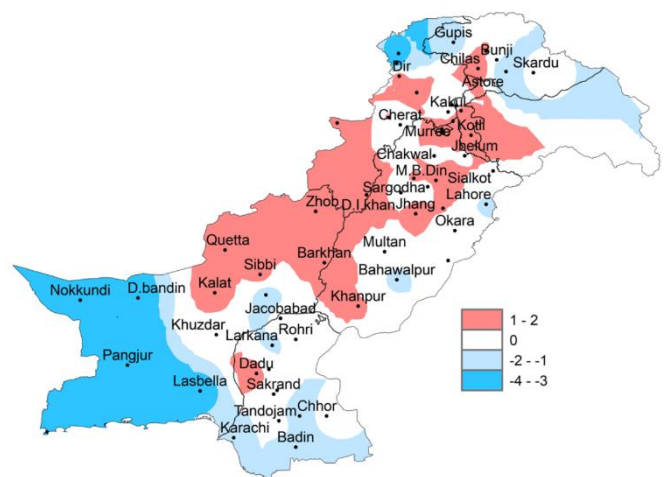 Gupis
Bunji
Chilas
Skardu
Dir
Astore
Kakul
Cherat
Murree
Kotli
Chakwal
Jhelum
M.B.Din
Sialkot
Sargodha
Lahore
Zhob
D.I.khan
Jhang
Okara
Quetta
Multan
Sibbi
Barkhan
Bahawalpur
Nokkundi
D.bandin
Kalat
Khanpur
Jacobabad
Khuzdar
Larkana
Rohri
Pangjur
Dadu
Lasbella
Sakrand
Tandojam
Chhor
Karachi
Badin
1 - 2
0
-2 - -1
-4 - -3